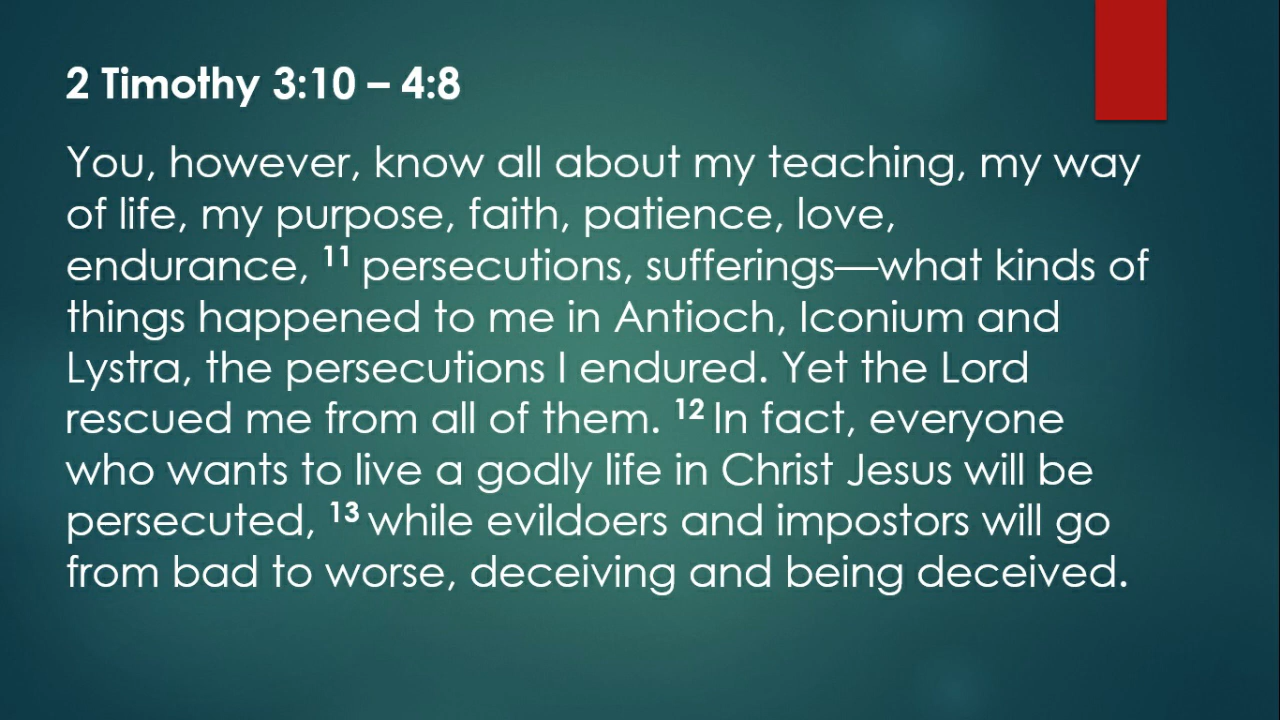 2 Timothy 3:10 – 4:8
You, however, know all about my teaching, my way
of life, my purpose, faith, patience, love,
endurance, 11 persecutions, sufferings—what kinds of
things happened to me in Antioch, Iconium and
Lystra, the persecutions I endured. Yet the Lord
rescued me from all of them. 12 In fact, everyone
who wants to live a godly life in Christ Jesus will be
persecuted, 13 while evildoers and impostors will go
from bad to worse, deceiving and being deceived.